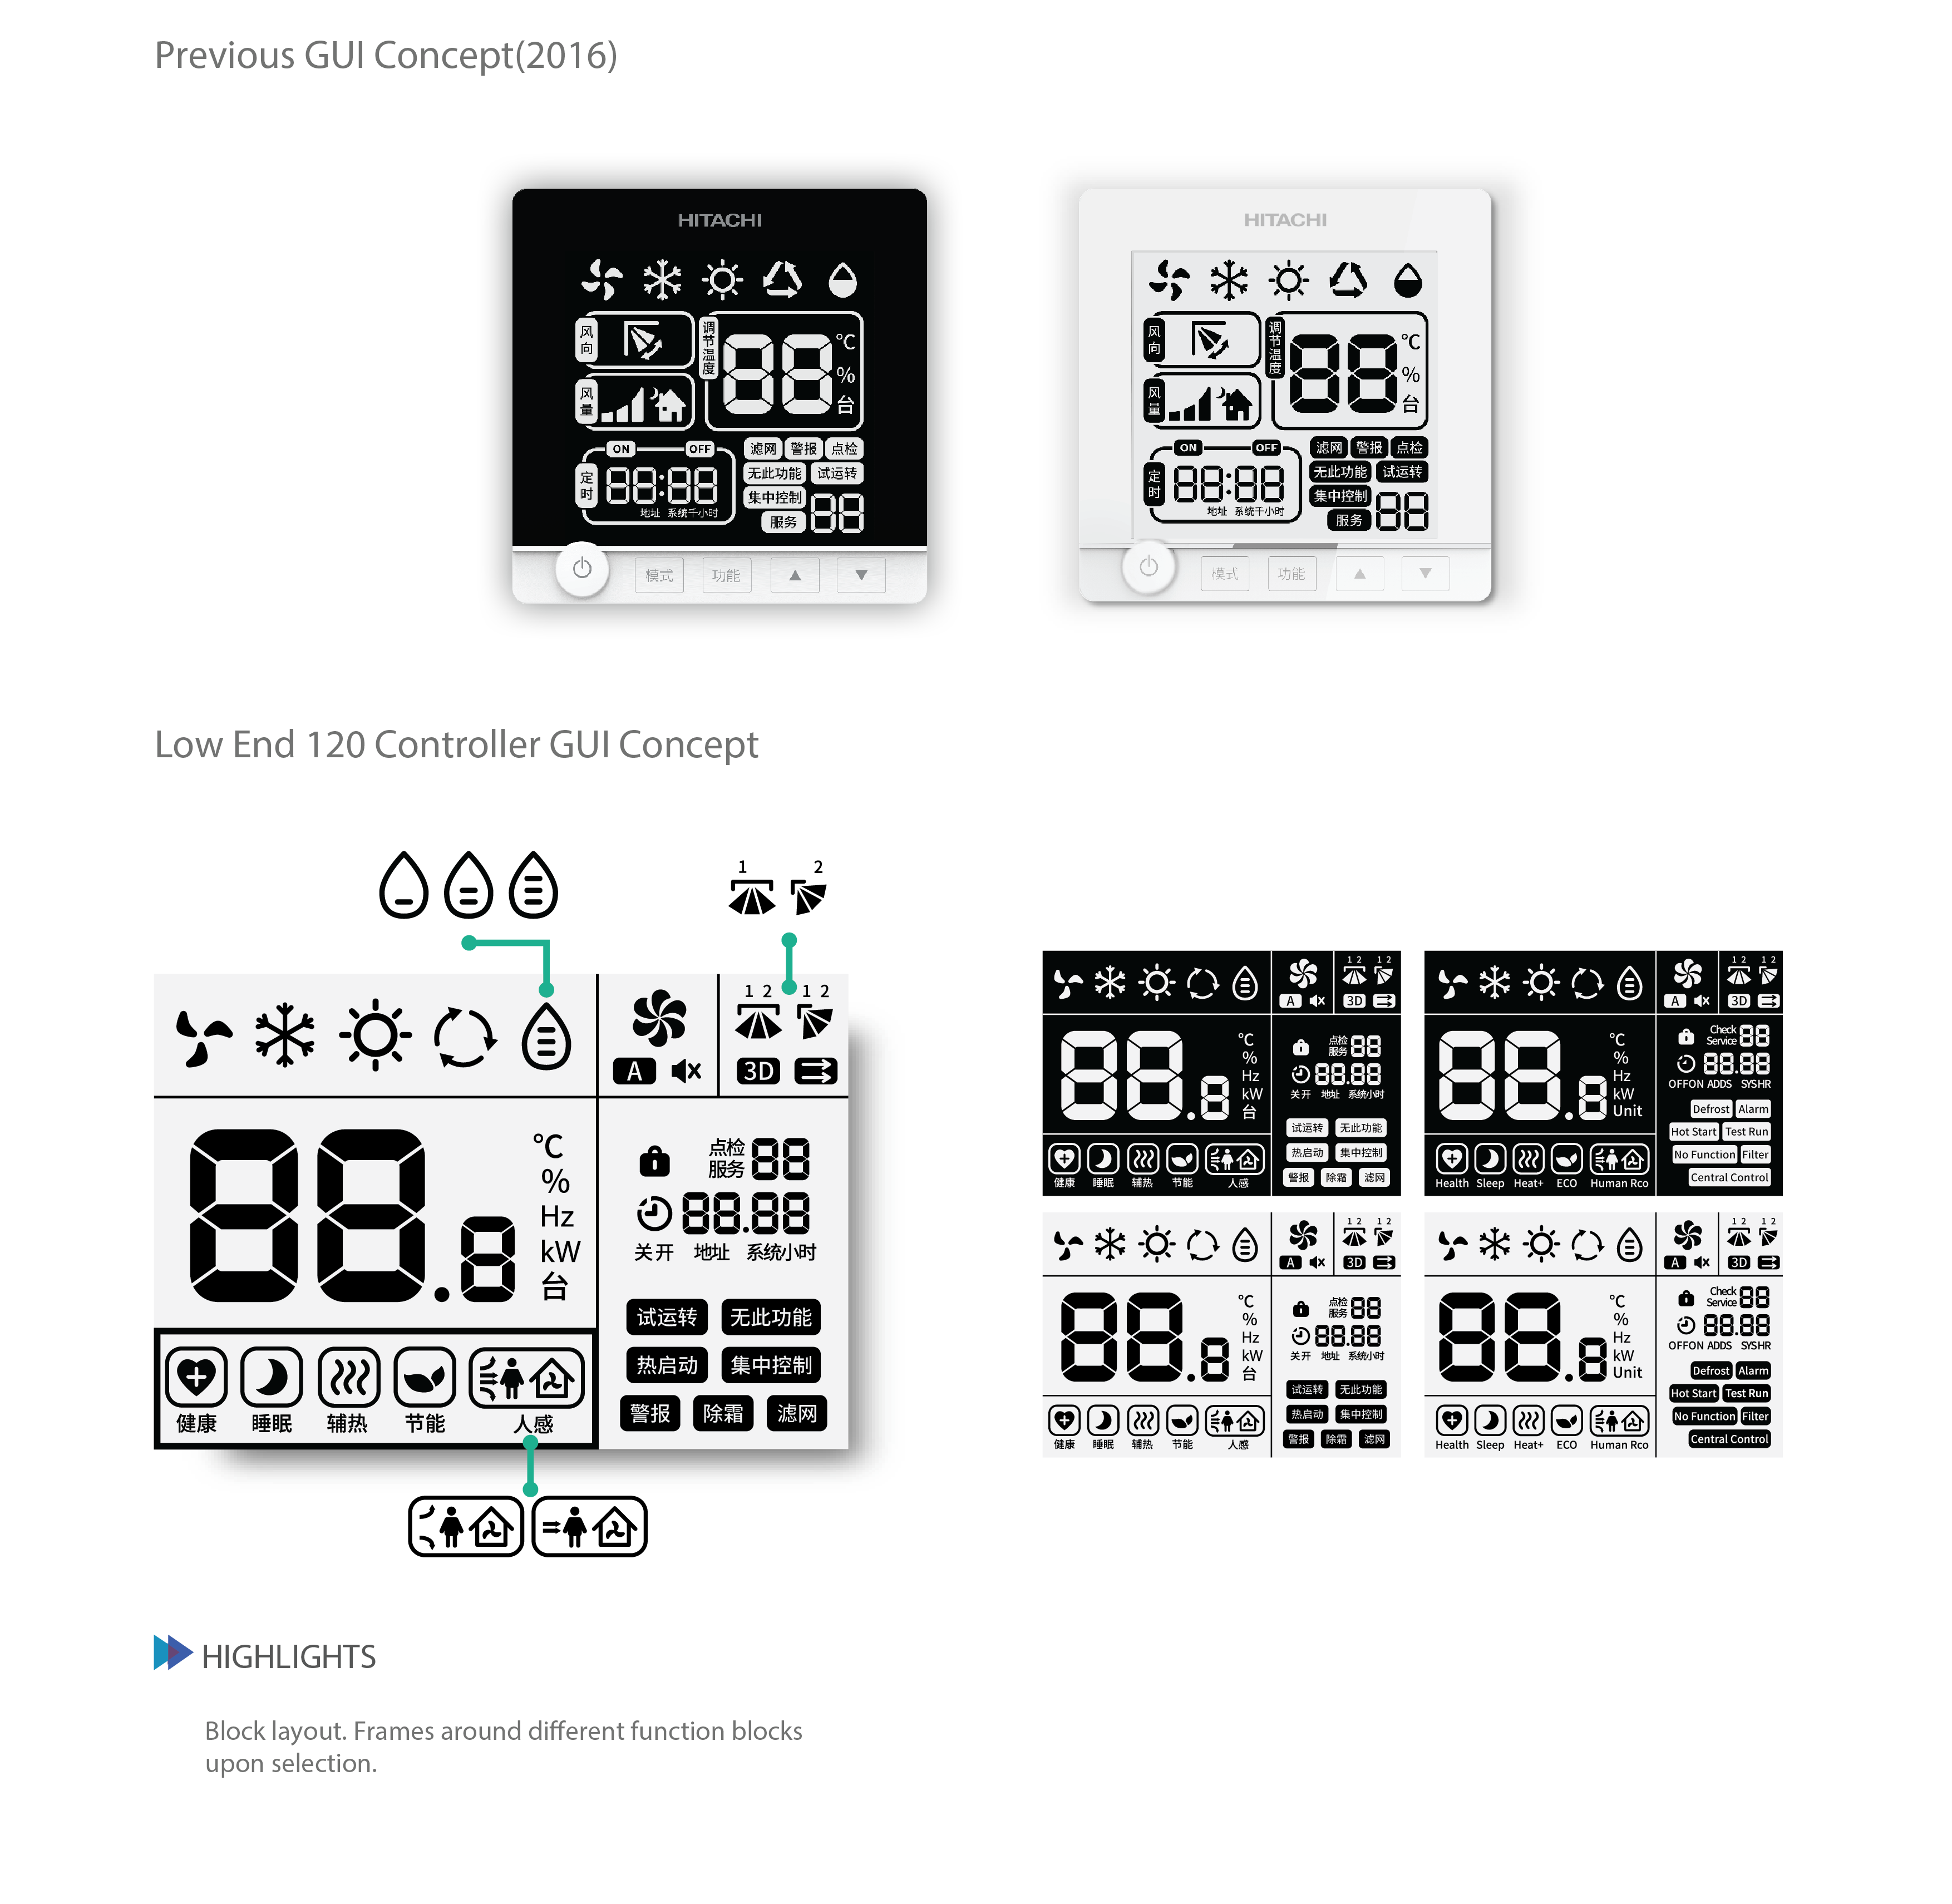 Previous GUI Concept(2016)
HITACHI
风向
调节温度
88
°C
%
台
风量
ON OFF
定时
88:88
地址 系统千小时
滤网 警报 点检
无此功能 试运转
集中控制
服务 88
模式 功能 ▲ ▼
HITACHI
风向
调节温度
88
°C
%
台
风量
ON OFF
定时
88:88
地址 系统千小时
滤网 警报 点检
无此功能 试运转
集中控制
服务 88
模式 功能 ▲ ▼
Low End 120 Controller GUI Concept
1 2
1 2 1 2
A 3D
88.8
°C
%
Hz
kW
台
点检
服务 88
88.88
关 开 地址 系统小时
试运转 无此功能
热启动 集中控制
警报 除霜 滤网
健康 睡眠 辅热 节能 人感
1 2 1 2
A 3D
88.8
°C
%
Hz
kW
台
点检
服务 88
88.88
关 开 地址 系统小时
试运转 无此功能
热启动 集中控制
警报 除霜 滤网
健康 睡眠 辅热 节能 人感
1 2 1 2
A 3D
88.8
°C
%
Hz
kW
Unit
Check
Service 88
88.88
OFFON ADDS SYSHR
Defrost Alarm
Hot Start Test Run
No Function Filter
Central Control
Health Sleep Heat+ ECO Human Rco
1 2 1 2
A 3D
88.8
°C
%
Hz
kW
台
点检
服务 88
88.88
关 开 地址 系统小时
试运转 无此功能
热启动 集中控制
警报 除霜 滤网
健康 睡眠 辅热 节能 人感
1 2 1 2
A 3D
88.8
°C
%
Hz
kW
Unit
Check
Service 88
88.88
OFFON ADDS SYSHR
Defrost Alarm
Hot Start Test Run
No Function Filter
Central Control
Health Sleep Heat+ ECO Human Rco
HIGHLIGHTS
Block layout. Frames around different function blocks
upon selection.